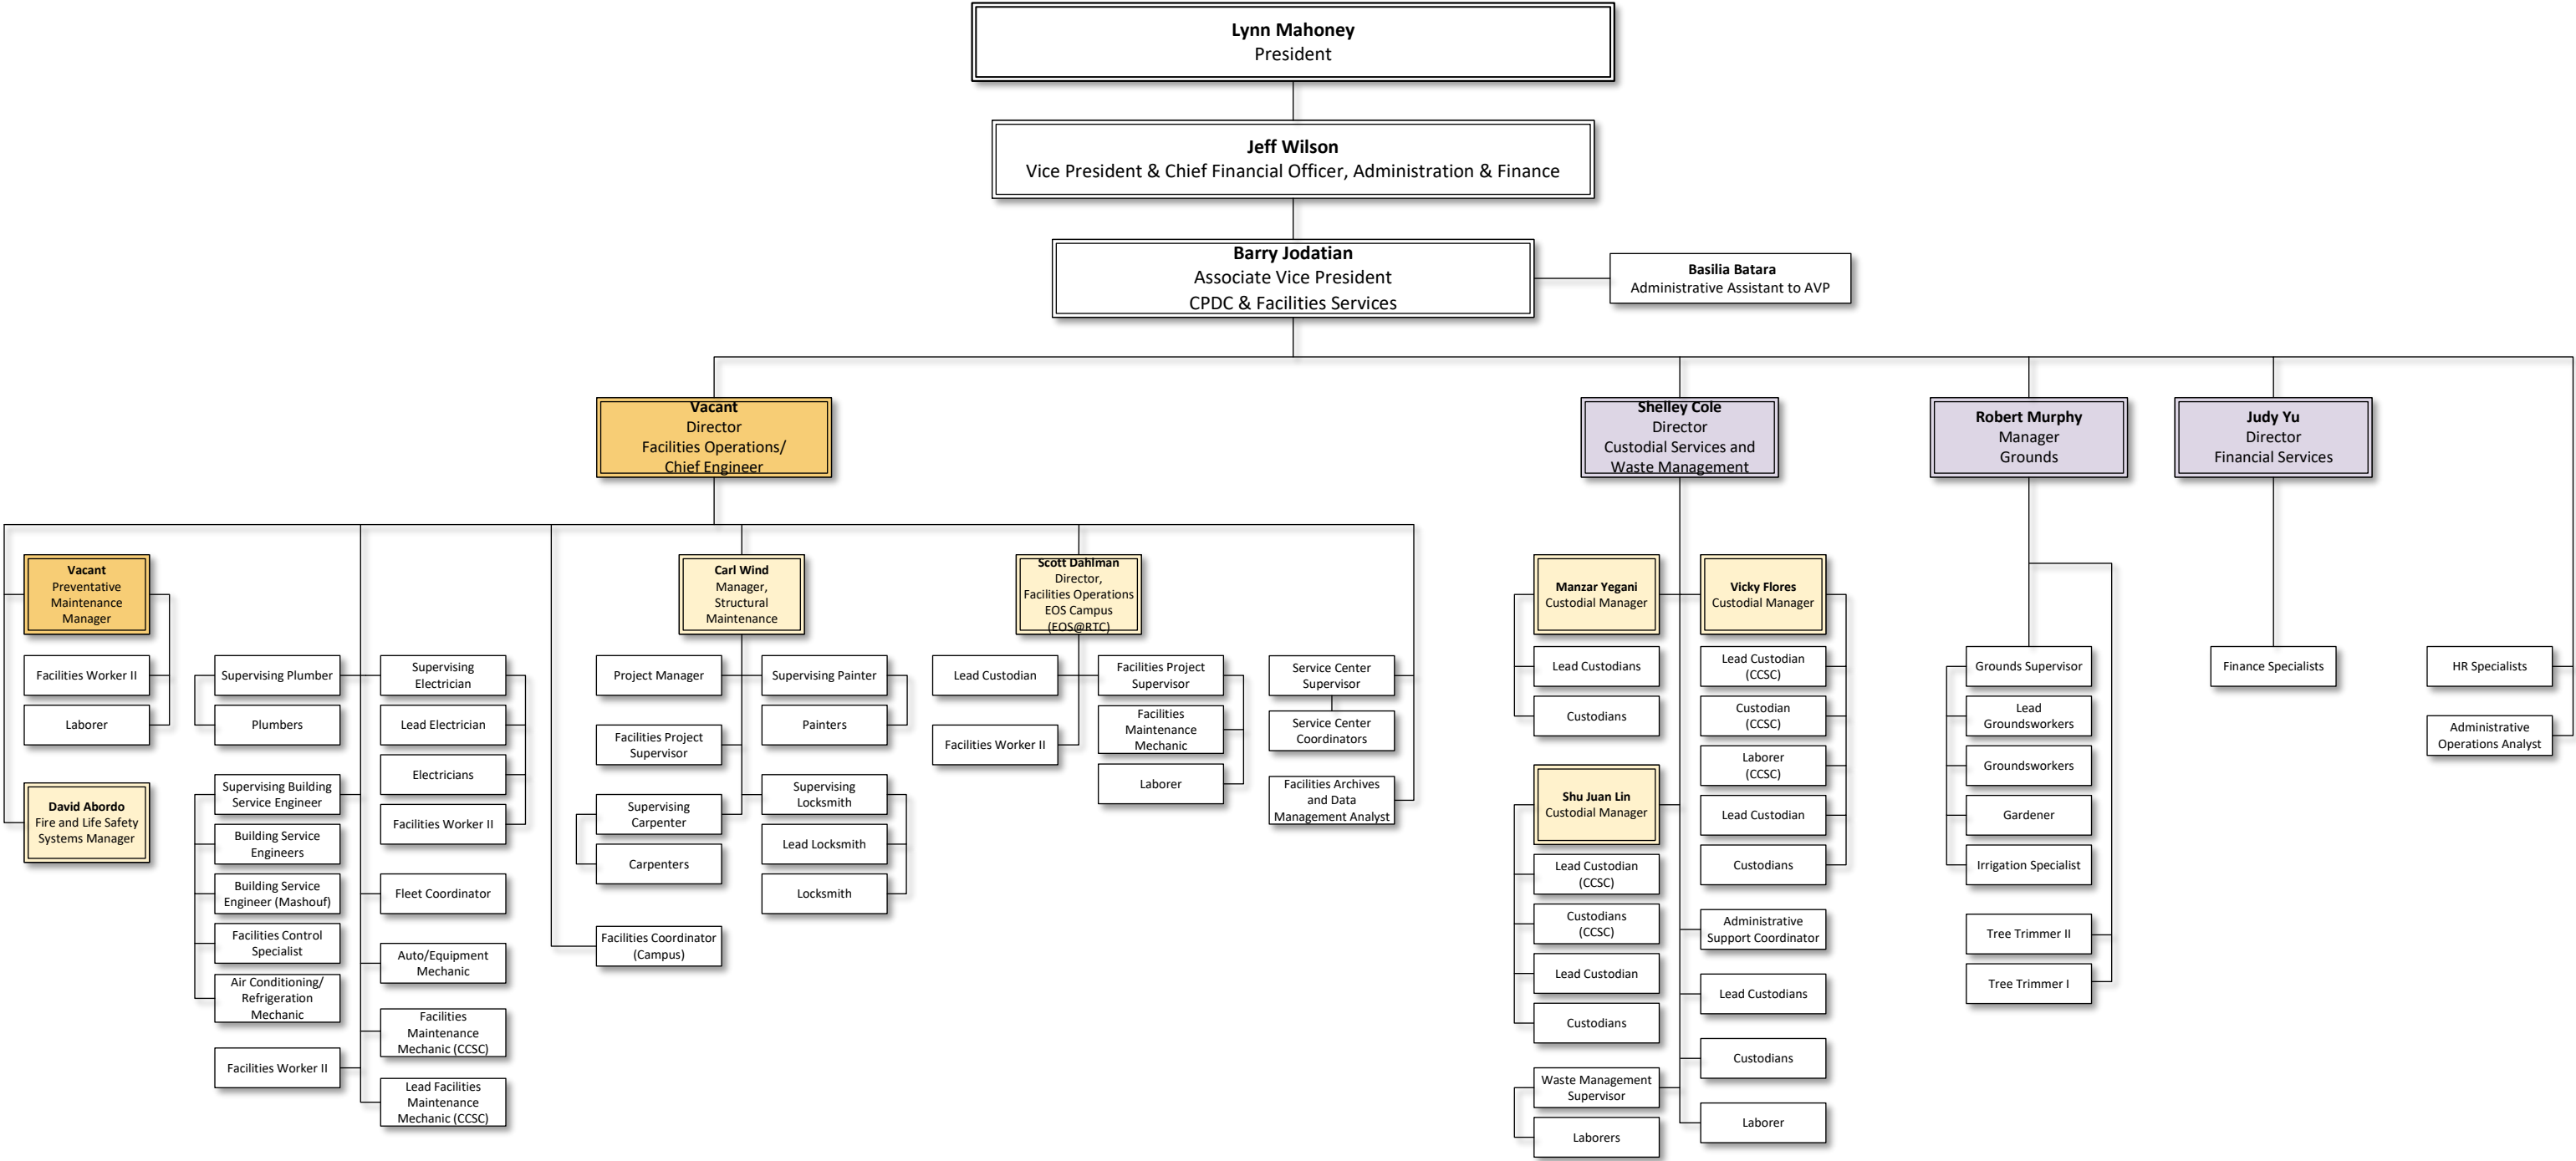 Lynn Mahoney
President
Jeff Wilson
Vice President & Chief Financial Officer, Administration & Finance
Barry Jodatian
Associate Vice President
CPDC & Facilities Services
Basilia Batara
Administrative Assistant to AVP
Vacant
Director
Facilities Operations/
Chief Engineer
Shelley Cole
Director
Custodial Services and
Waste Management
Robert Murphy
Manager
Grounds
Judy Yu
Director
Financial Services
Vacant
Preventative
Maintenance
Manager
Facilities Worker II
Laborer
David Abordo
Fire and Life Safety
Systems Manager
Supervising Plumber
Plumbers
Supervising Building
Service Engineer
Building Service
Engineers
Building Service
Engineer (Mashouf)
Facilities Control
Specialist
Air Conditioning/
Refrigeration
Mechanic
Facilities Worker II
Supervising
Electrician
Lead Electrician
Electricians
Facilities Worker II
Fleet Coordinator
Auto/Equipment
Mechanic
Facilities
Maintenance
Mechanic (CCSC)
Lead Facilities
Maintenance
Mechanic (CCSC)
Carl Wind
Manager,
Structural
Maintenance
Project Manager
Facilities Project
Supervisor
Supervising
Carpenter
Carpenters
Facilities Coordinator
(Campus)
Supervising Painter
Painters
Supervising
Locksmith
Lead Locksmith
Locksmith
Scott Dahlman
Director,
Facilities Operations
EOS Campus
(EOS@RTC)
Lead Custodian
Facilities Worker II
Facilities Project
Supervisor
Facilities
Maintenance
Mechanic
Laborer
Service Center
Supervisor
Service Center
Coordinators
Facilities Archives
and Data
Management Analyst
Manzar Yegani
Custodial Manager
Lead Custodians
Custodians
Shu Juan Lin
Custodial Manager
Lead Custodian
(CCSC)
Custodians
(CCSC)
Lead Custodian
Custodians
Waste Management
Supervisor
Laborers
Vicky Flores
Custodial Manager
Lead Custodian
(CCSC)
Custodian
(CCSC)
Laborer
(CCSC)
Lead Custodian
Custodians
Administrative
Support Coordinator
Lead Custodians
Custodians
Laborer
Grounds Supervisor
Lead
Groundsworkers
Groundsworkers
Gardener
Irrigation Specialist
Tree Trimmer II
Tree Trimmer I
Finance Specialists
HR Specialists
Administrative
Operations Analyst